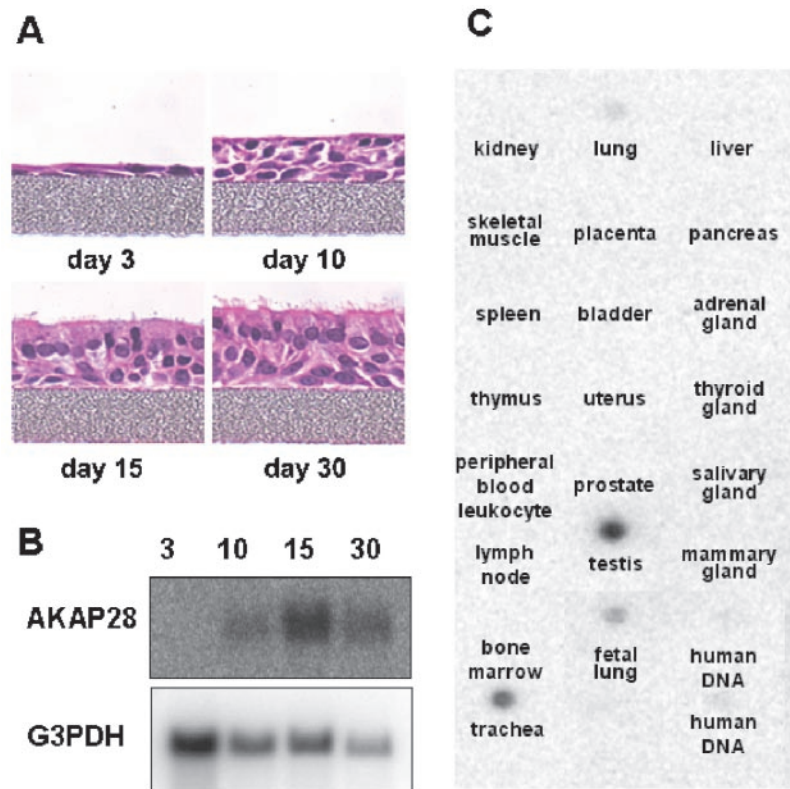 A
day 3 day 10
day 15 day 30
B
3 10 15 30
AKAP28
G3PDH
C
kidney lung liver
skeletal
muscle placenta pancreas
spleen bladder adrenal
gland
thymus uterus thyroid
gland
peripheral
blood
leukocyte prostate salivary
gland
lymph
node testis mammary
gland
bone
marrow fetal
lung human
DNA
trachea human
DNA